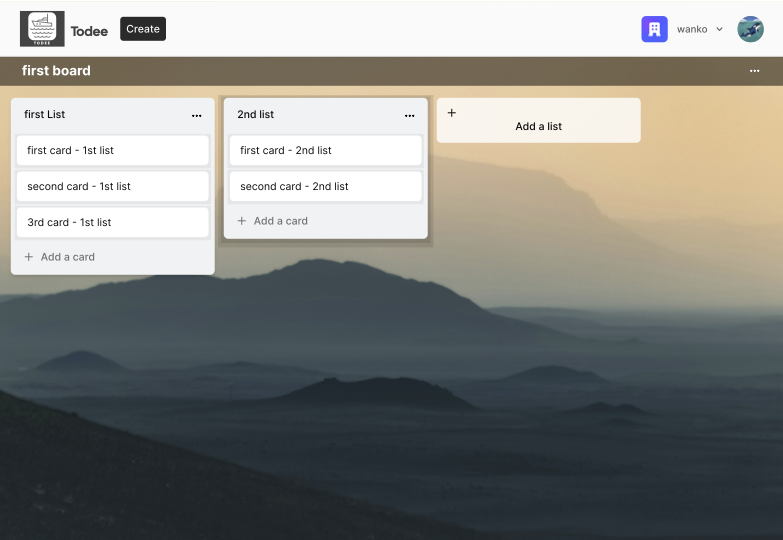 TODEE
Todee
Create
wanko
first board
first List
first card - 1st list
second card - 1st list
3rd card - 1st list
+ Add a card
2nd list
first card - 2nd list
second card - 2nd list
+ Add a card
+
Add a list